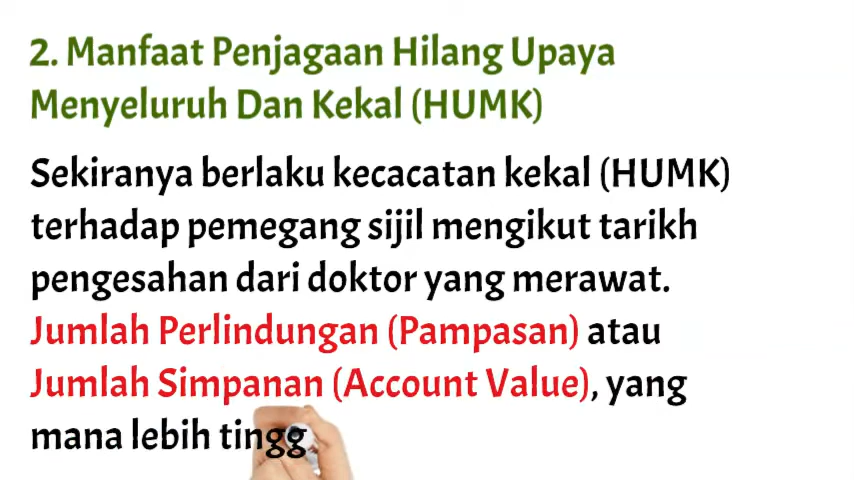 2. Manfaat Penjagaan Hilang Upaya
Menyeluruh Dan Kekal (HUMK)
Sekiranya berlaku kecacatan kekal (HUMK)
terhadap pemegang sijil mengikut tarikh
pengesahan dari doktor yang merawat.
Jumlah Perlindungan (Pampasan) atau
Jumlah Simpanan (Account Value), yang
mana lebih tingg